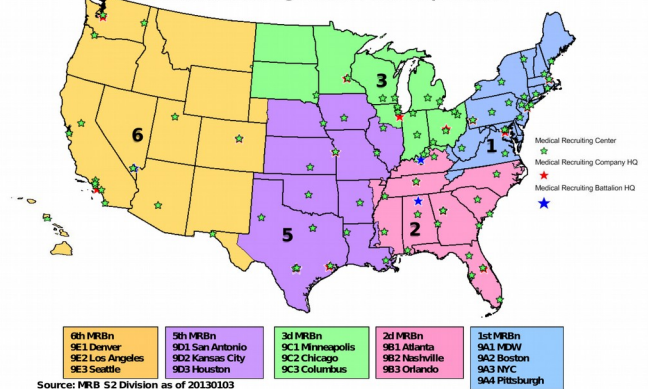 6
3
1
5
2
Medical Recruiting Center
Medical Recruiting Company HQ
Medical Recruiting Battalion HQ
6th MRBn
9E1 Denver
9E2 Los Angeles
9E3 Seattle
5th MRBn
9D1 San Antonio
9D2 Kansas City
9D3 Houston
3d MRBn
9C1 Minneapolis
9C2 Chicago
9C3 Columbus
2d MRBn
9B1 Atlanta
9B2 Nashville
9B3 Orlando
1st MRBn
9A1 MDW
9A2 Boston
9A3 NYC
9A4 Pittsburgh
Source: MRB S2 Division as of 20130103